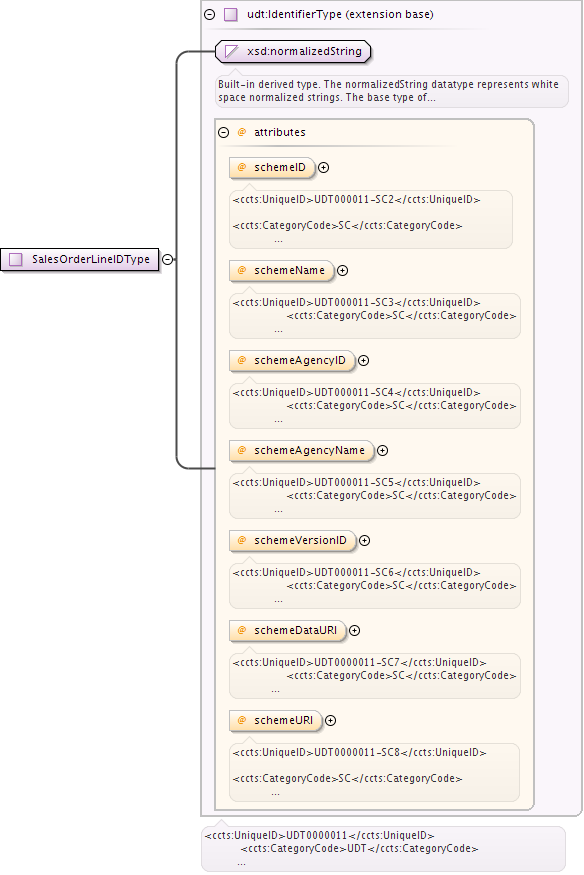 udt:IdentifierType (extension base)
xsd:normalizedString
Built-in derived type. The normalizedString datatype represents white
space normalized strings. The base type of...
@ attributes
@ schemeID
<ccts:UniqueID>UDT000011-SC2</ccts:UniqueID>
<ccts:CategoryCode>SC</ccts:CategoryCode>
...
SalesOrderLineIDType
@ schemeName
<ccts:UniqueID>UDT000011-SC3</ccts:UniqueID>
<ccts:CategoryCode>SC</ccts:CategoryCode>
...
@ schemeAgencyID
<ccts:UniqueID>UDT000011-SC4</ccts:UniqueID>
<ccts:CategoryCode>SC</ccts:CategoryCode>
...
@ schemeAgencyName
<ccts:UniqueID>UDT000011-SC5</ccts:UniqueID>
<ccts:CategoryCode>SC</ccts:CategoryCode>
...
@ schemeVersionID
<ccts:UniqueID>UDT000011-SC6</ccts:UniqueID>
<ccts:CategoryCode>SC</ccts:CategoryCode>
...
@ schemeDataURI
<ccts:UniqueID>UDT0000011-SC7</ccts:UniqueID>
<ccts:CategoryCode>SC</ccts:CategoryCode>
...
@ schemeURI
<ccts:UniqueID>UDT0000011-SC8</ccts:UniqueID>
<ccts:CategoryCode>SC</ccts:CategoryCode>
...
<ccts:UniqueID>UDT0000011</ccts:UniqueID>
<ccts:CategoryCode>UDT</ccts:CategoryCode>
...